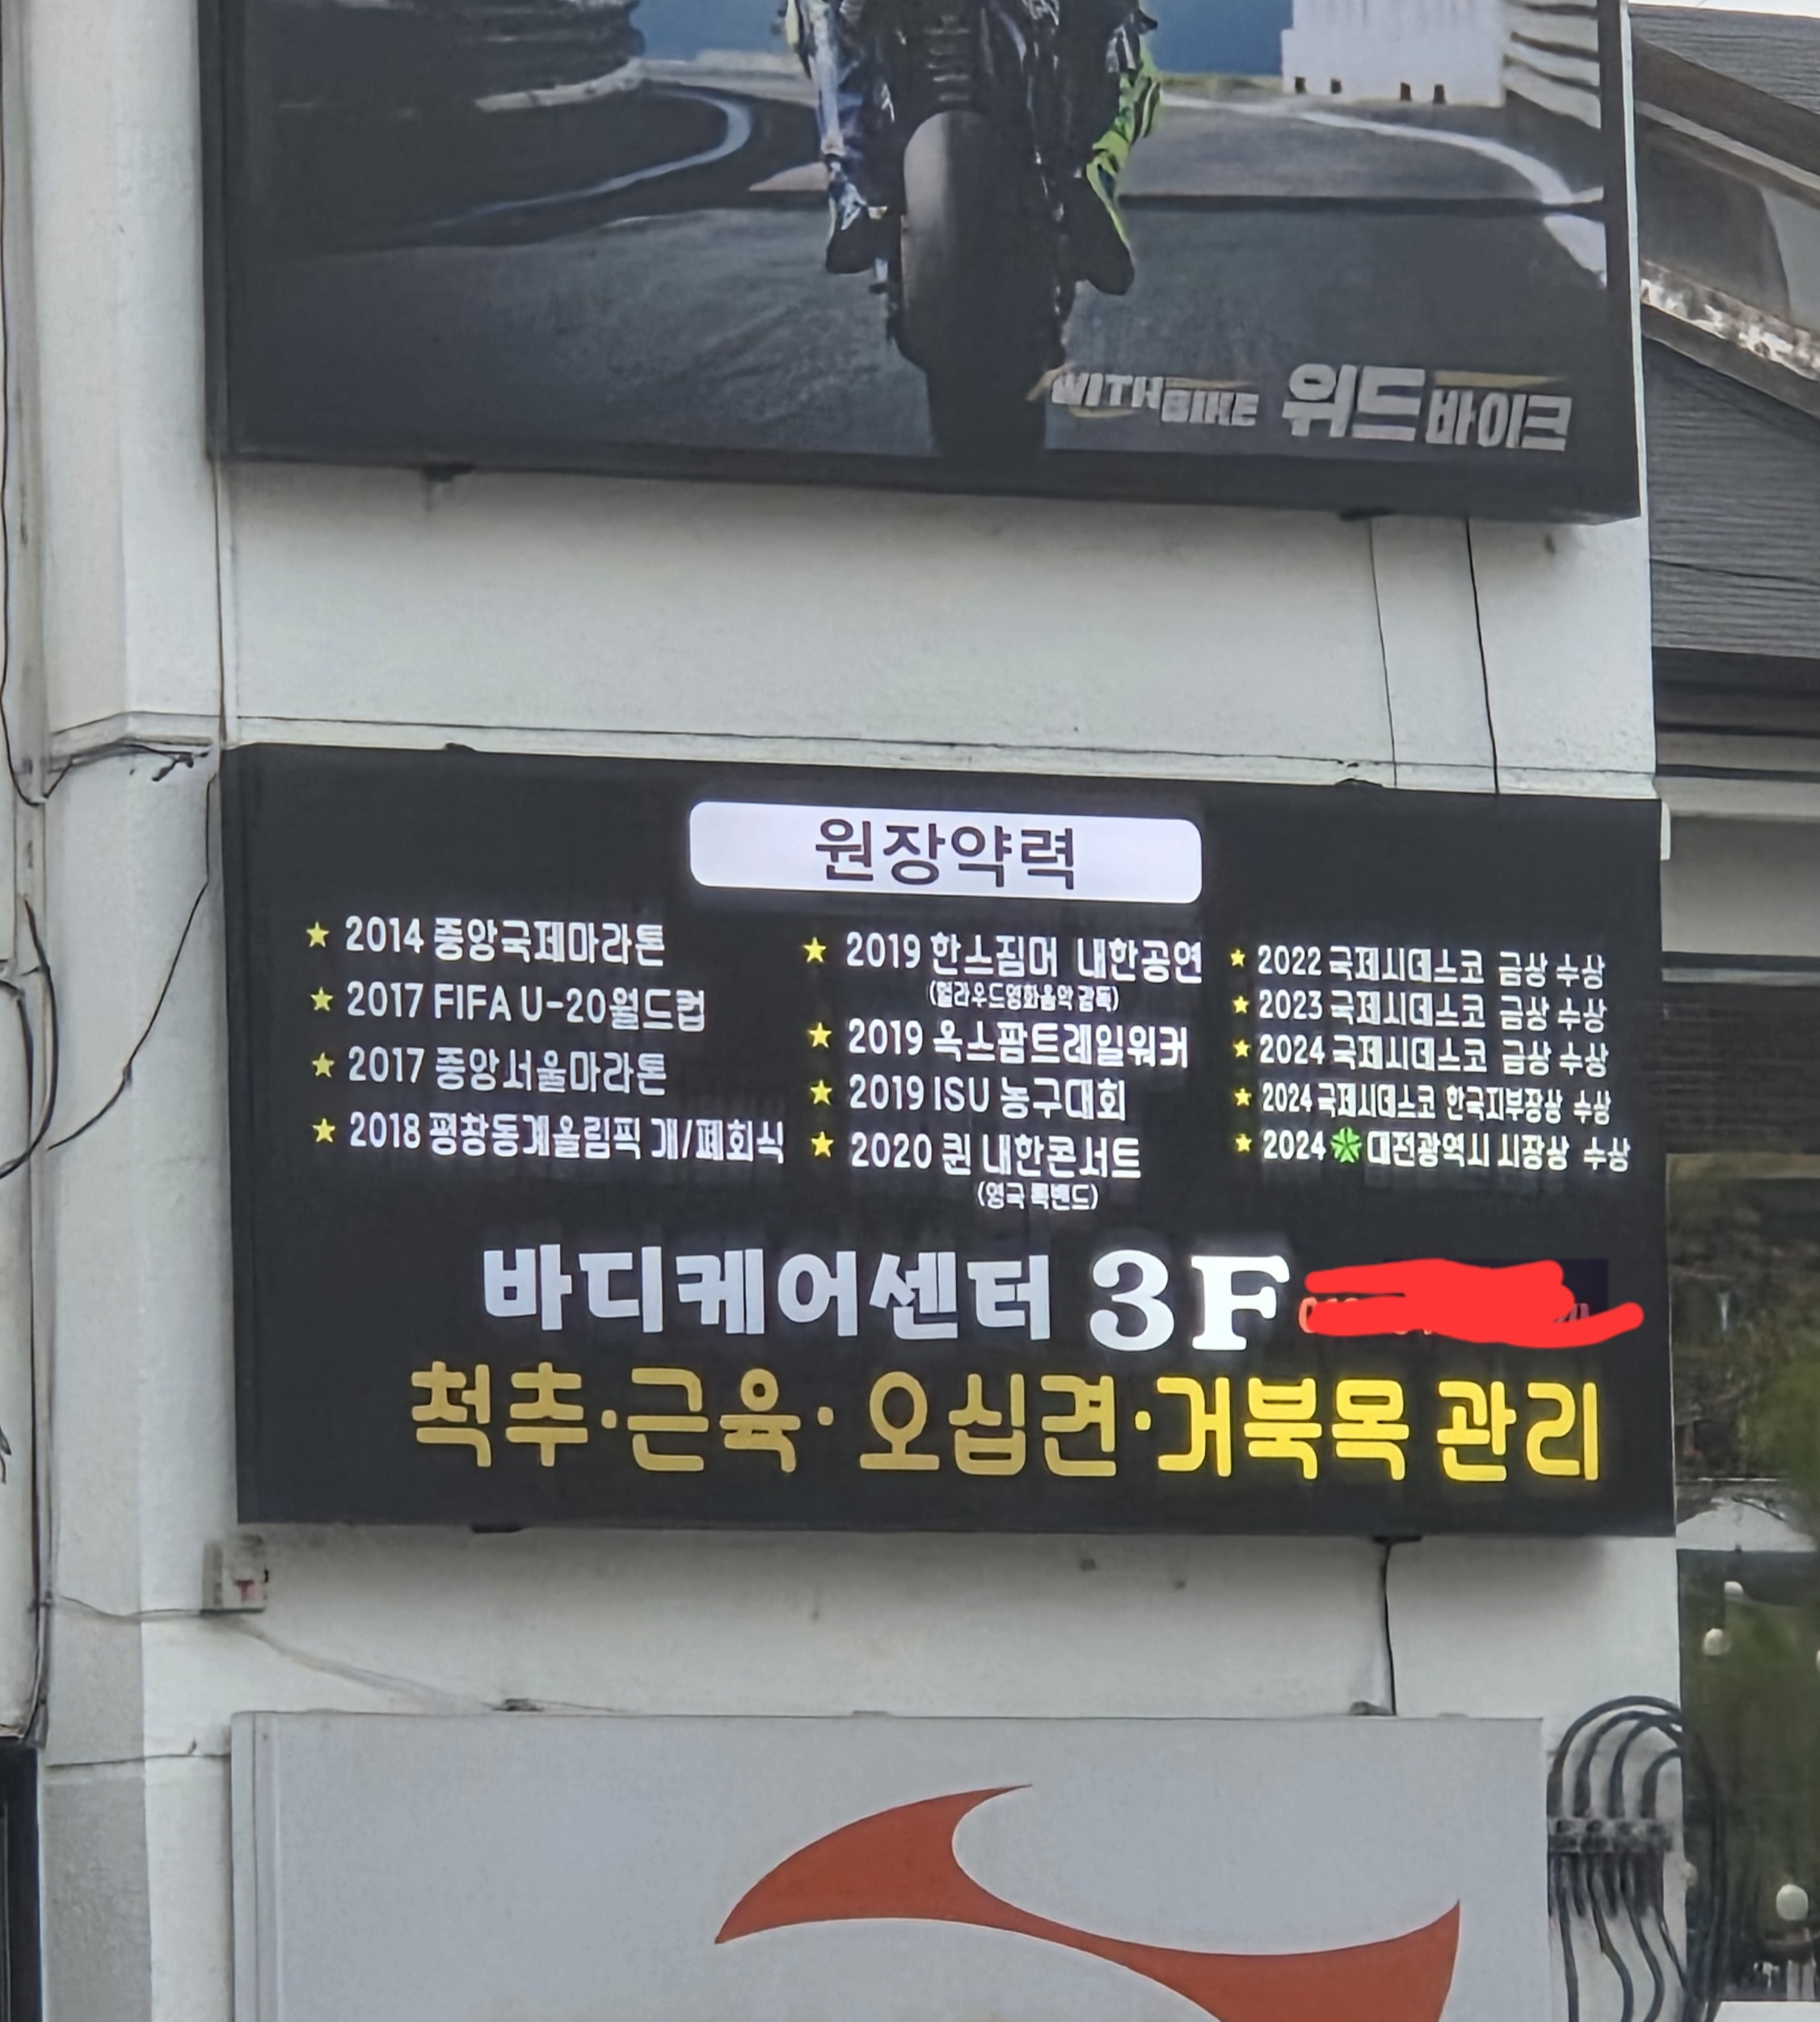 WITHBIKE 위드바이크
원장약력
★ 2014 중앙국제마라톤
★ 2017 FIFA U-20월드컵
★ 2017 중앙서울마라톤
★ 2018 평창동계올림픽 개/폐회식
★ 2019 한스짐머 내한공연
(헐리우드영화음악 감독)
★ 2019 옥스팜트레일워커
★ 2019 ISU 농구대회
★ 2020 퀸 내한콘서트
(영국 록밴드)
★ 2022 국제시데스코 금상 수상
★ 2023 국제시데스코 금상 수상
★ 2024 국제시데스코 금상 수상
★ 2024 국제시데스코 한국지부장상 수상
★ 2024 대전광역시 시장상 수상
바디케어센터 3F
척추·근육·오십견·거북목 관리